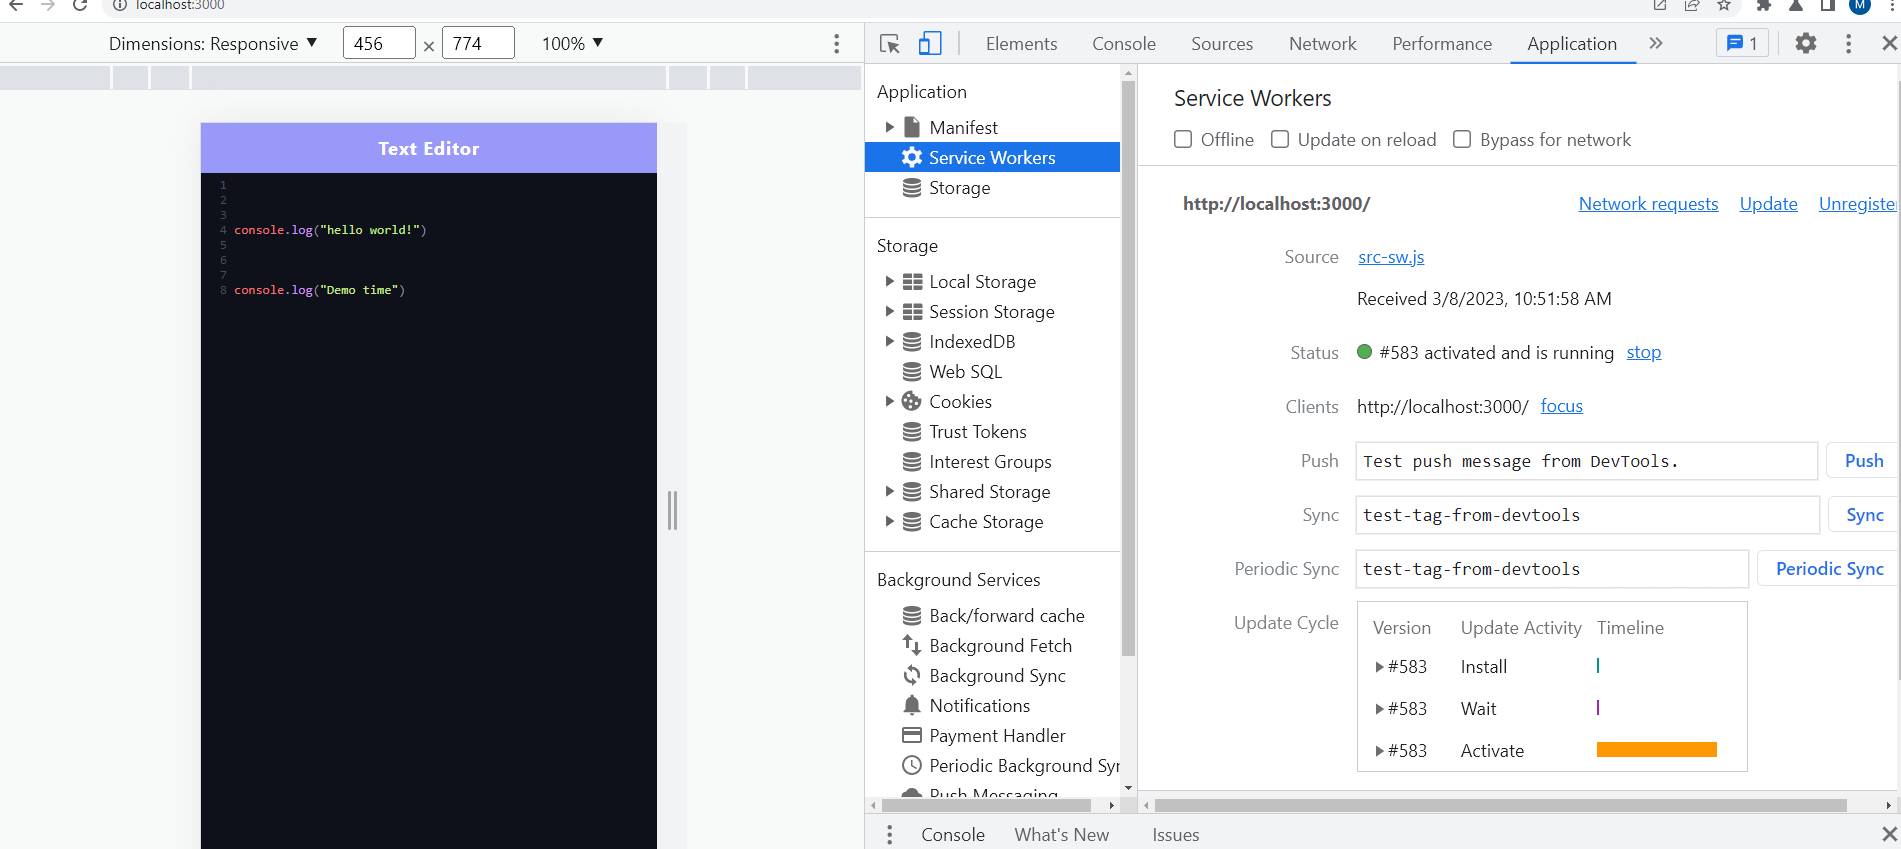 localhost:3000
M
Dimensions: Responsive ▼ 456 × 774 100% ▼
Elements Console Sources Network Performance Application » 1
Text Editor
1
2
3
4 console.log("hello world!")
5
6
7
8 console.log("Demo time")
Application
Manifest
Service Workers
Storage
Storage
Local Storage
Session Storage
IndexedDB
Web SQL
Cookies
Trust Tokens
Interest Groups
Shared Storage
Cache Storage
Background Services
Back/forward cache
Background Fetch
Background Sync
Notifications
Payment Handler
Periodic Background Syn
Push Messaging
Service Workers
Offline Update on reload Bypass for network
http://localhost:3000/ Network requests Update Unregiste
Source src-sw.js
Received 3/8/2023, 10:51:58 AM
Status #583 activated and is running stop
Clients http://localhost:3000/ focus
Push Test push message from DevTools. Push
Sync test-tag-from-devtools Sync
Periodic Sync test-tag-from-devtools Periodic Sync
Update Cycle Version Update Activity Timeline
#583 Install
#583 Wait
#583 Activate
Console What's New Issues